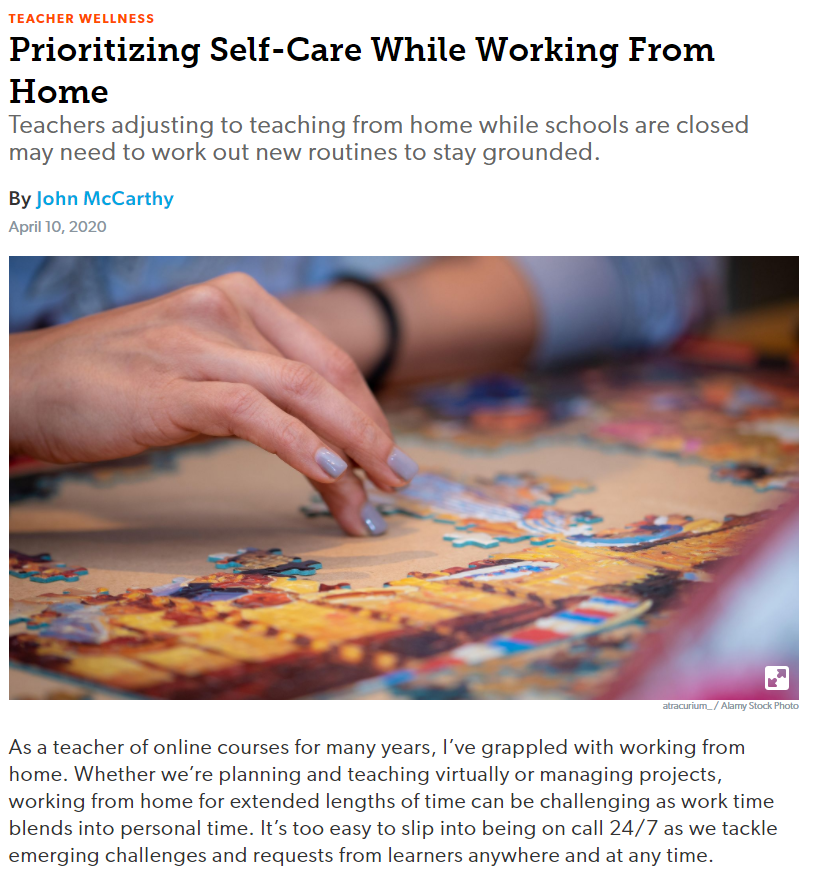 TEACHER WELLNESS
Prioritizing Self-Care While Working From
Home
Teachers adjusting to teaching from home while schools are closed
may need to work out new routines to stay grounded.
By John McCarthy
April 10, 2020
atracurium_ / Alamy Stock Photo
As a teacher of online courses for many years, I’ve grappled with working from
home. Whether we’re planning and teaching virtually or managing projects,
working from home for extended lengths of time can be challenging as work time
blends into personal time. It’s too easy to slip into being on call 24/7 as we tackle
emerging challenges and requests from learners anywhere and at any time.